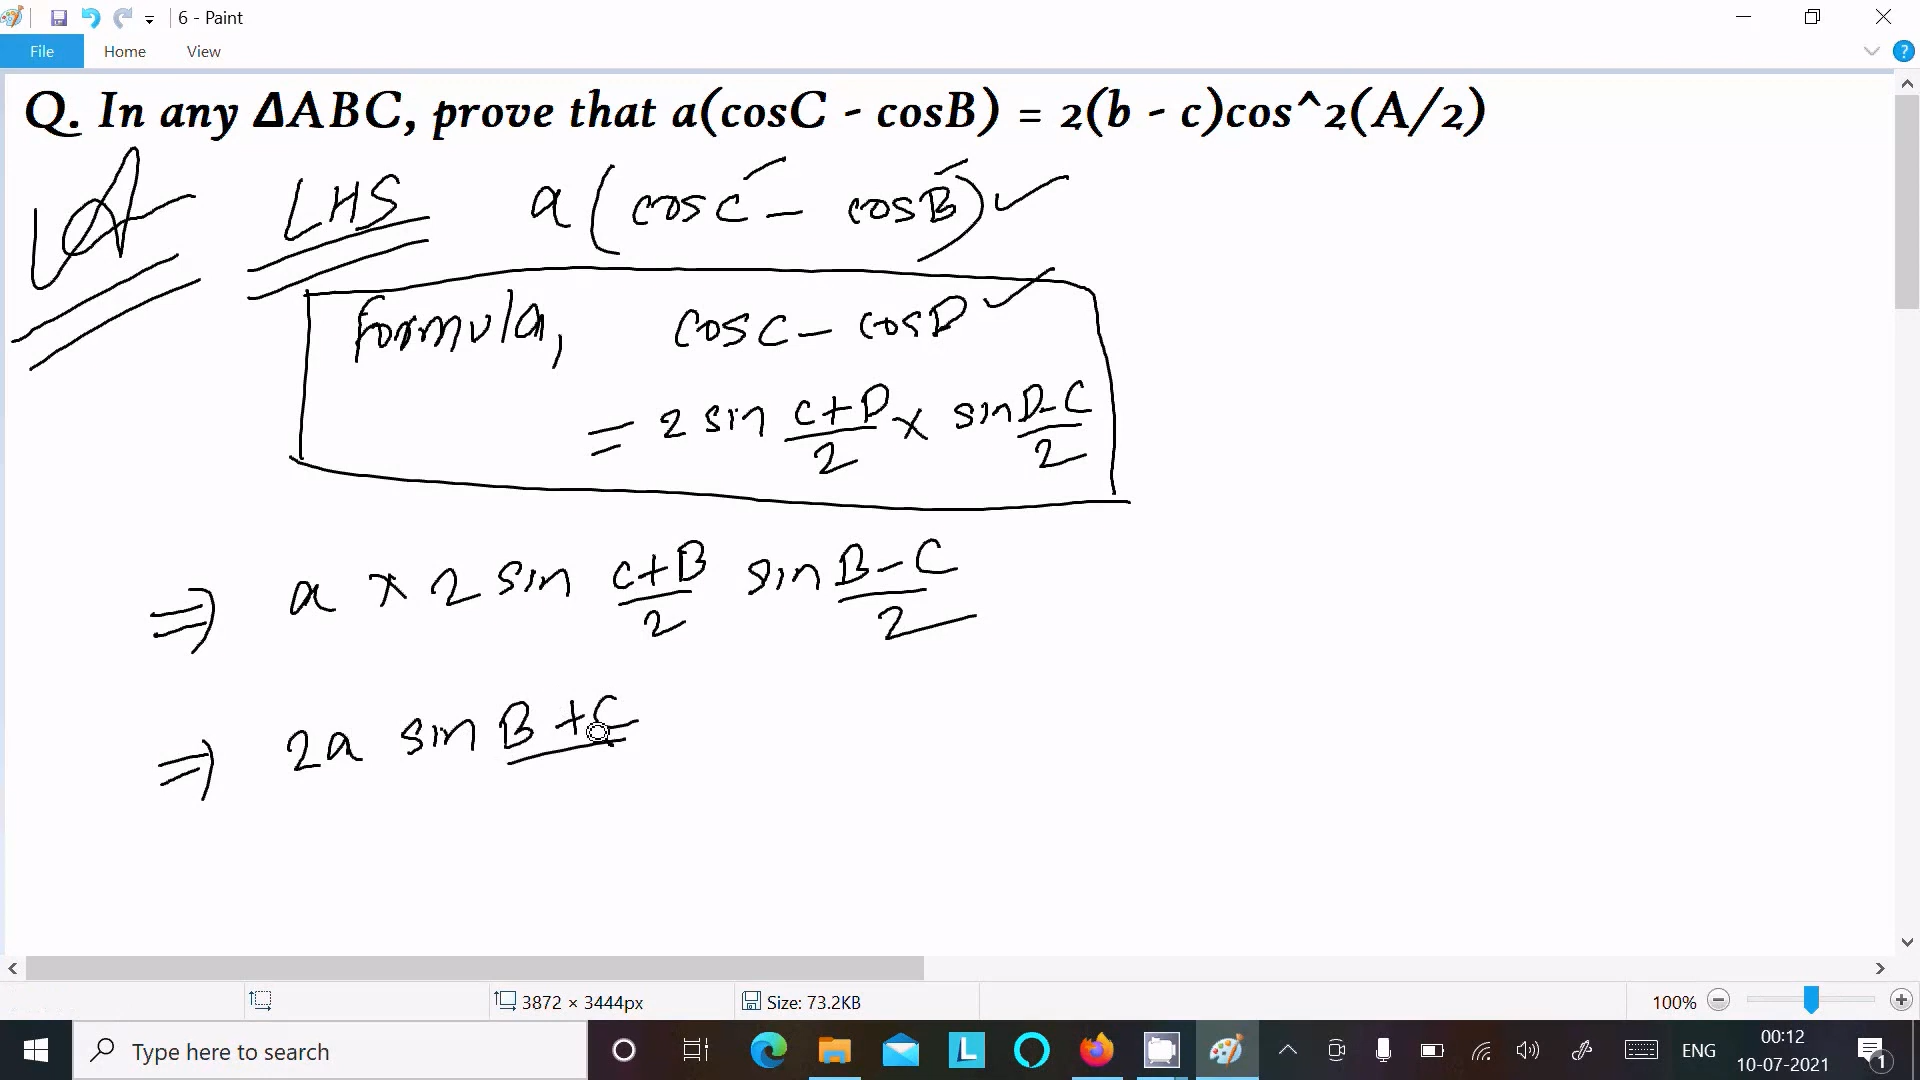 6 - Paint
File Home View
Q. In any ΔABC, prove that a(cosC - cosB) = 2(b - c)cos^2(A/2)
LHS a(cosC - cosB)
Formula, cosC - cosD
= 2 sin C+D/2 × sin D-C/2
⇒ a × 2 sin C+B/2 sin B-C/2
⇒ 2a sin B+C
3872 × 3444px Size: 73.2KB 100%
Type here to search
ENG
00:12
10-07-2021
1